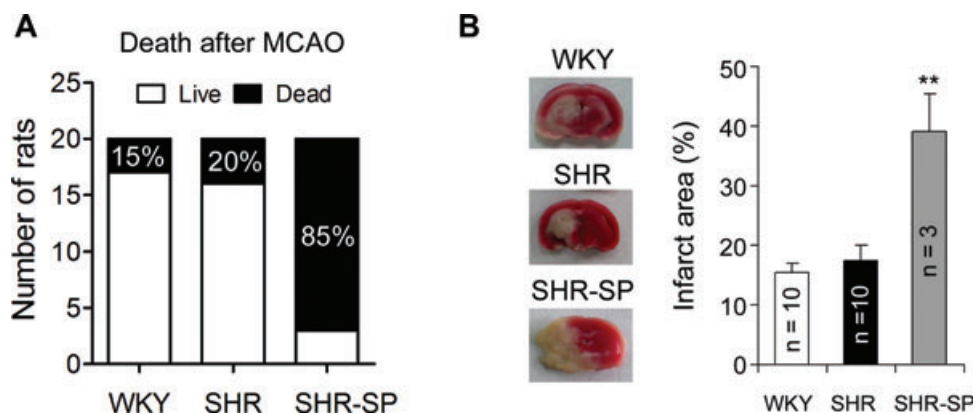 A
Death after MCAO
Live Dead
Number of rats
25
20
15
10
5
0
15%
20%
85%
WKY SHR SHR-SP
B
WKY
SHR
SHR-SP
Infarct area (%)
50
40
30
20
10
0
**
n = 10
n =10
n = 3
WKY SHR SHR-SP